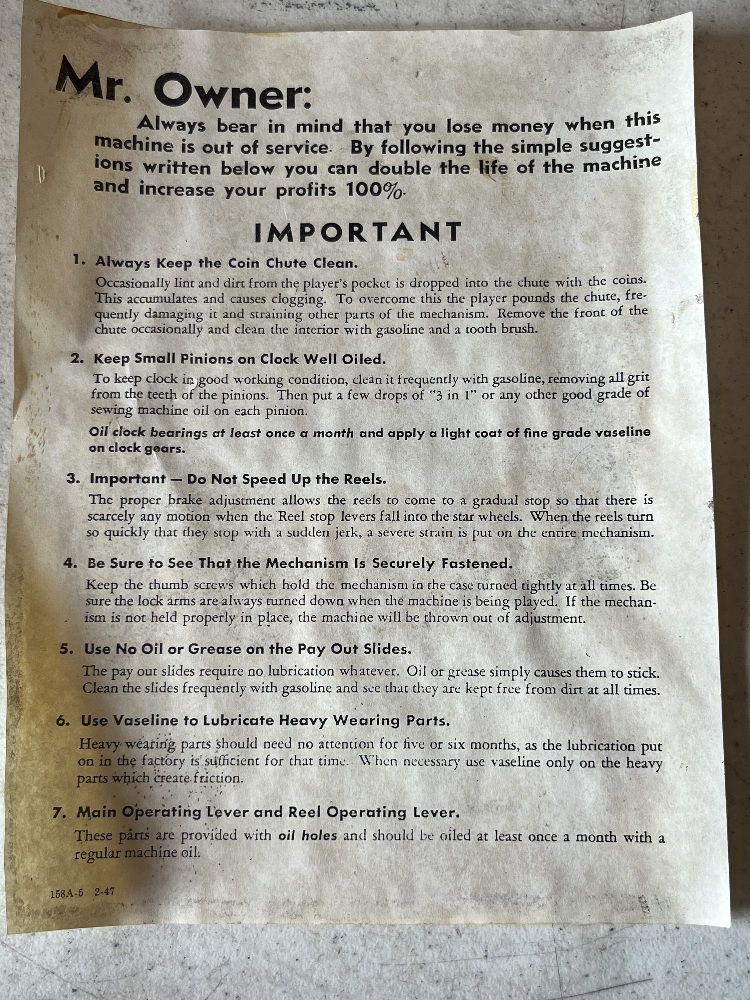 Mr. Owner:
Always bear in mind that you lose money when this
machine is out of service. By following the simple suggest-
ions written below you can double the life of the machine
and increase your profits 100%.
IMPORTANT
1. Always Keep the Coin Chute Clean.
Occasionally lint and dirt from the player's pocket is dropped into the chute with the coins.
This accumulates and causes clogging. To overcome this the player pounds the chute, fre-
quently damaging it and straining other parts of the mechanism. Remove the front of the
chute occasionally and clean the interior with gasoline and a tooth brush.
2. Keep Small Pinions on Clock Well Oiled.
To keep clock in good working condition, clean it frequently with gasoline, removing all grit
from the teeth of the pinions. Then put a few drops of "3 in 1" or any other good grade of
sewing machine oil on each pinion.
Oil clock bearings at least once a month and apply a light coat of fine grade vaseline
on clock gears.
3. Important — Do Not Speed Up the Reels.
The proper brake adjustment allows the reels to come to a gradual stop so that there is
scarcely any motion when the Reel stop levers fall into the star wheels. When the reels turn
so quickly that they stop with a sudden jerk, a severe strain is put on the entire mechanism.
4. Be Sure to See That the Mechanism Is Securely Fastened.
Keep the thumb screws which hold the mechanism in the case turned tightly at all times. Be
sure the lock arms are always turned down when the machine is being played. If the mechan-
ism is not held properly in place, the machine will be thrown out of adjustment.
5. Use No Oil or Grease on the Pay Out Slides.
The pay out slides require no lubrication whatever. Oil or grease simply causes them to stick.
Clean the slides frequently with gasoline and see that they are kept free from dirt at all times.
6. Use Vaseline to Lubricate Heavy Wearing Parts.
Heavy wearing parts should need no attention for five or six months, as the lubrication put
on in the factory is sufficient for that time. When necessary use vaseline only on the heavy
parts which create friction.
7. Main Operating Lever and Reel Operating Lever.
These parts are provided with oil holes and should be oiled at least once a month with a
regular machine oil.
158A-5 2-47